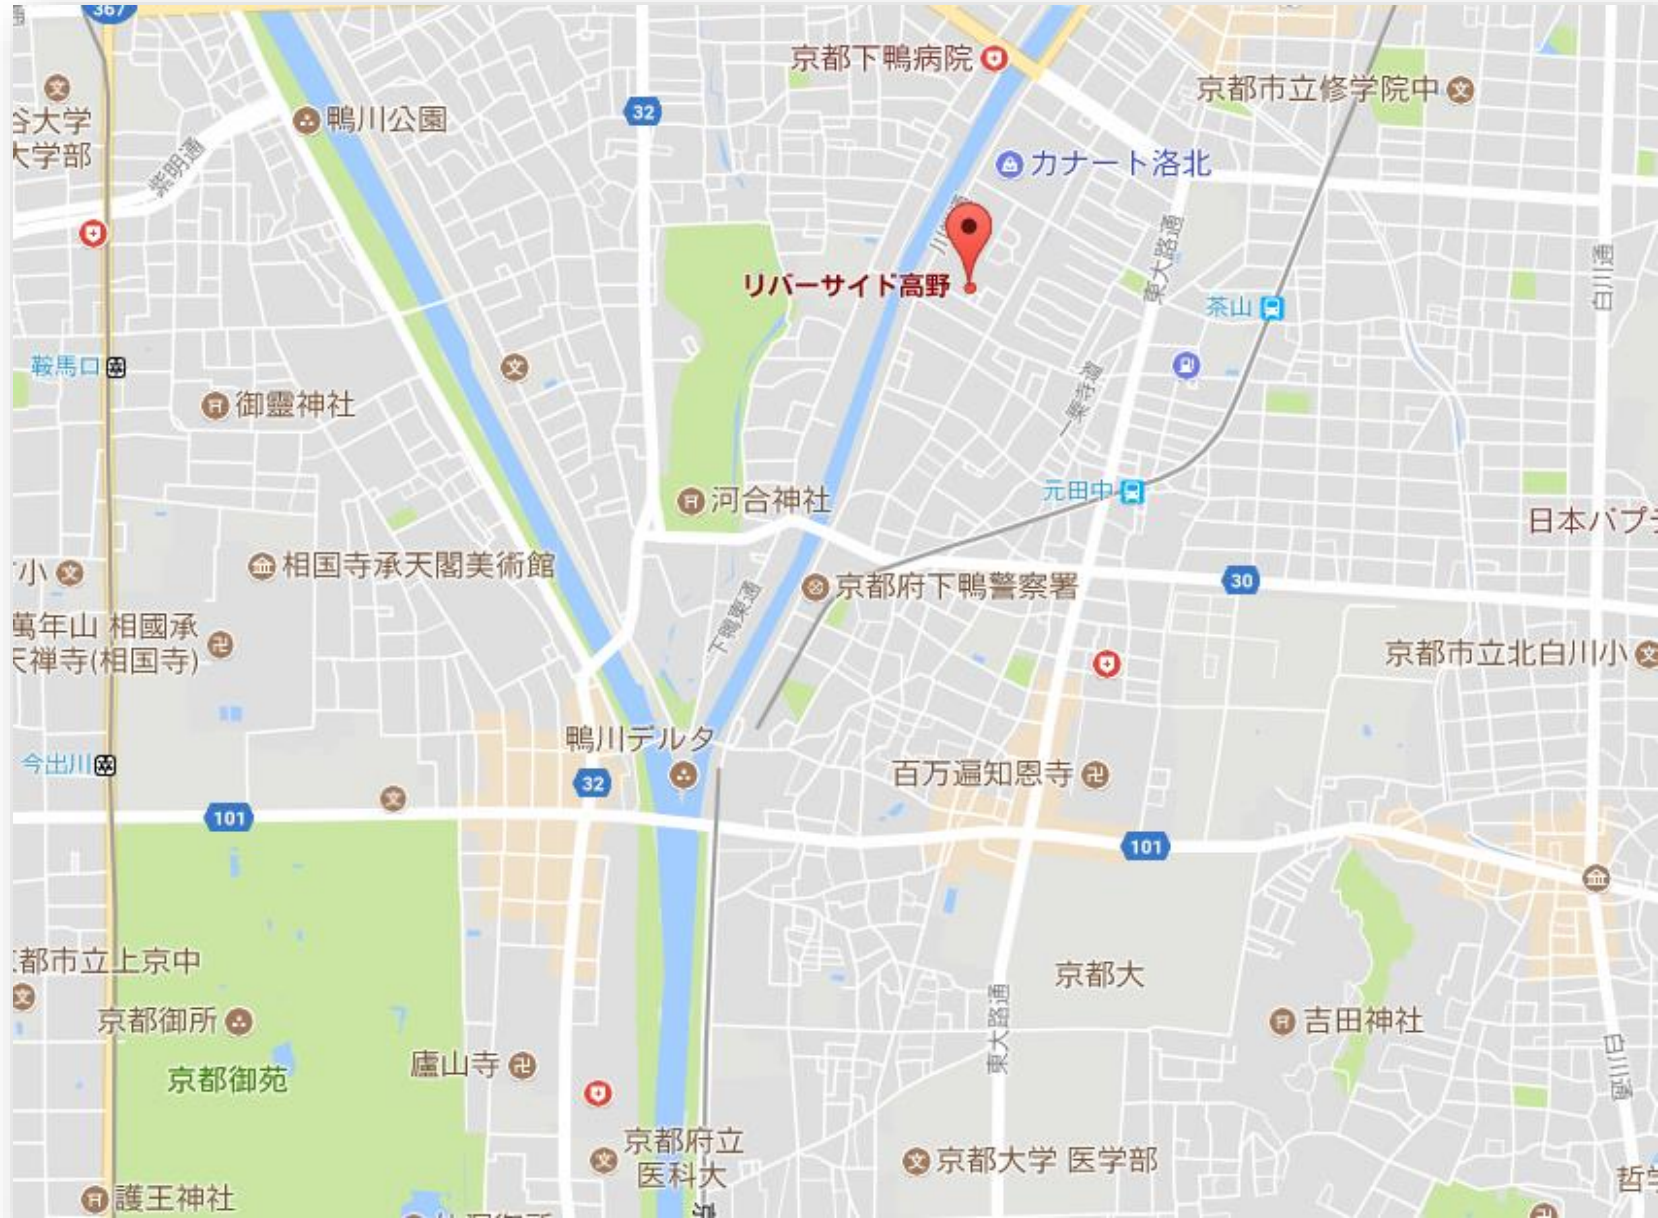 367
京都下鴨病院
京都市立修学院中
32
鴨川公園
谷大学
大学部
紫明通
カナート洛北
東大路通
白川通
リバーサイド高野
茶山
鞍馬口
御靈神社
一乗寺道
元田中
河合神社
日本バプテ
相国寺承天閣美術館
小
京都府下鴨警察署
30
下鴨東通
萬年山 相國承
天禅寺(相国寺)
京都市立北白川小
鴨川デルタ
今出川
32
百万遍知恩寺
101
101
都市立上京中
京都大
京都御所
吉田神社
東大路通
京都御苑
廬山寺
白川通
京都府立
医科大
京都大学 医学部
護王神社
哲学